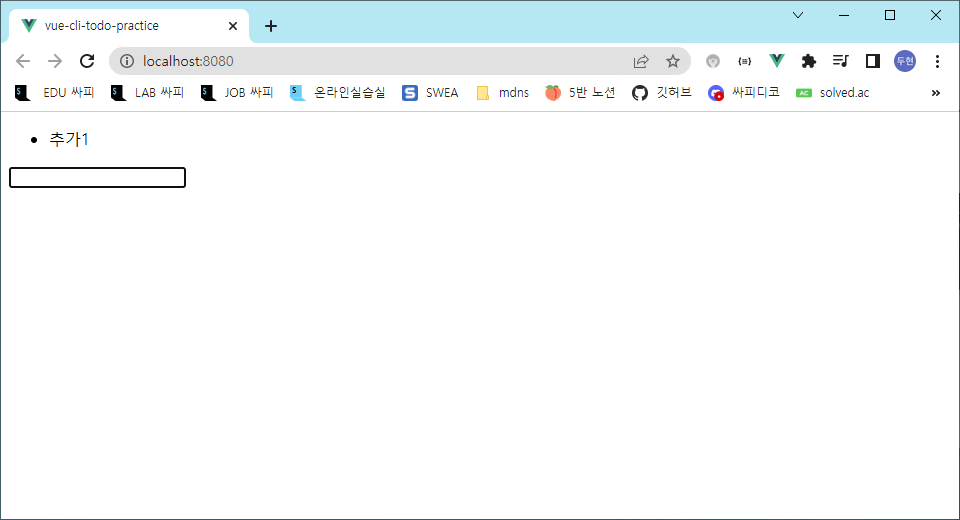 vue-cli-todo-practice
localhost:8080
두현
EDU 싸피 LAB 싸피 JOB 싸피 온라인실습실 SWEA mdns 5반 노션 깃허브 싸피디코 AC solved.ac
추가1